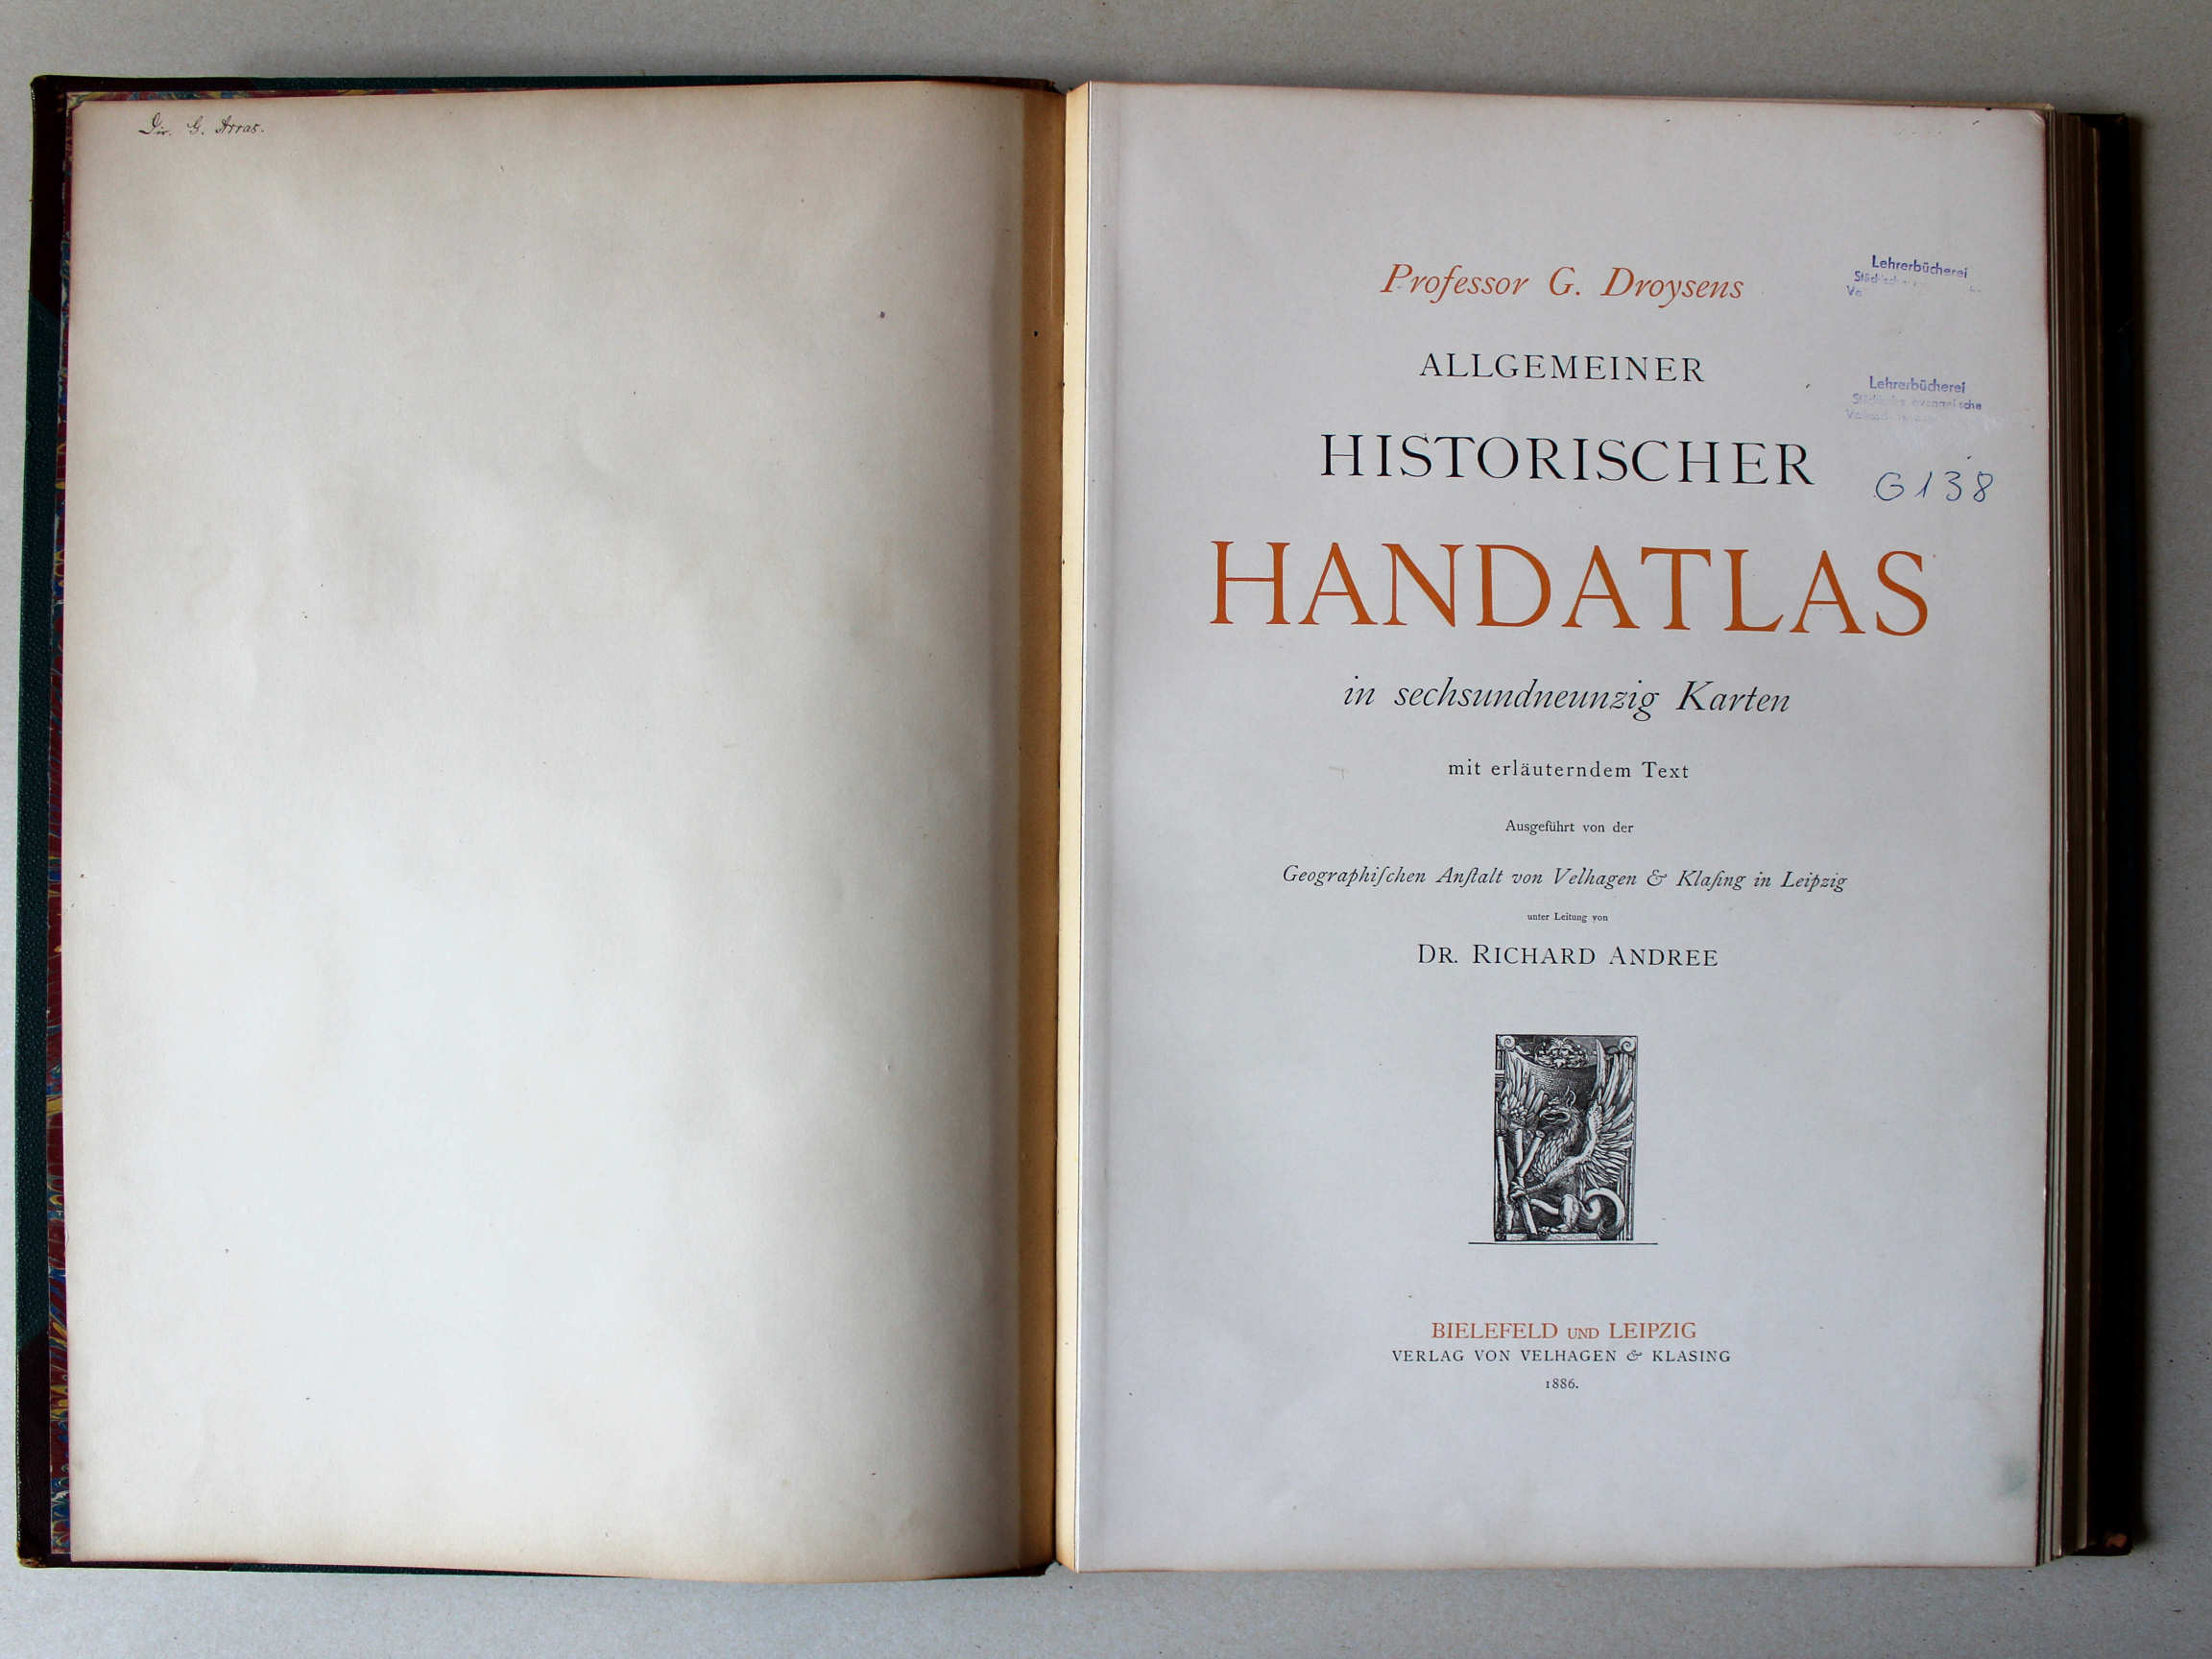 Dir. G. Arras.
Professor G. Droysens
ALLGEMEINER
HISTORISCHER
HANDATLAS
in sechsundneunzig Karten
mit erläuterndem Text
Ausgeführt von der
Geographiſchen Anſtalt von Velhagen & Klaſing in Leipzig
unter Leitung von
DR. RICHARD ANDREE
BIELEFELD UND LEIPZIG
VERLAG VON VELHAGEN & KLASING
1886.
Lehrerbücherei
Lehrerbücherei
G 138